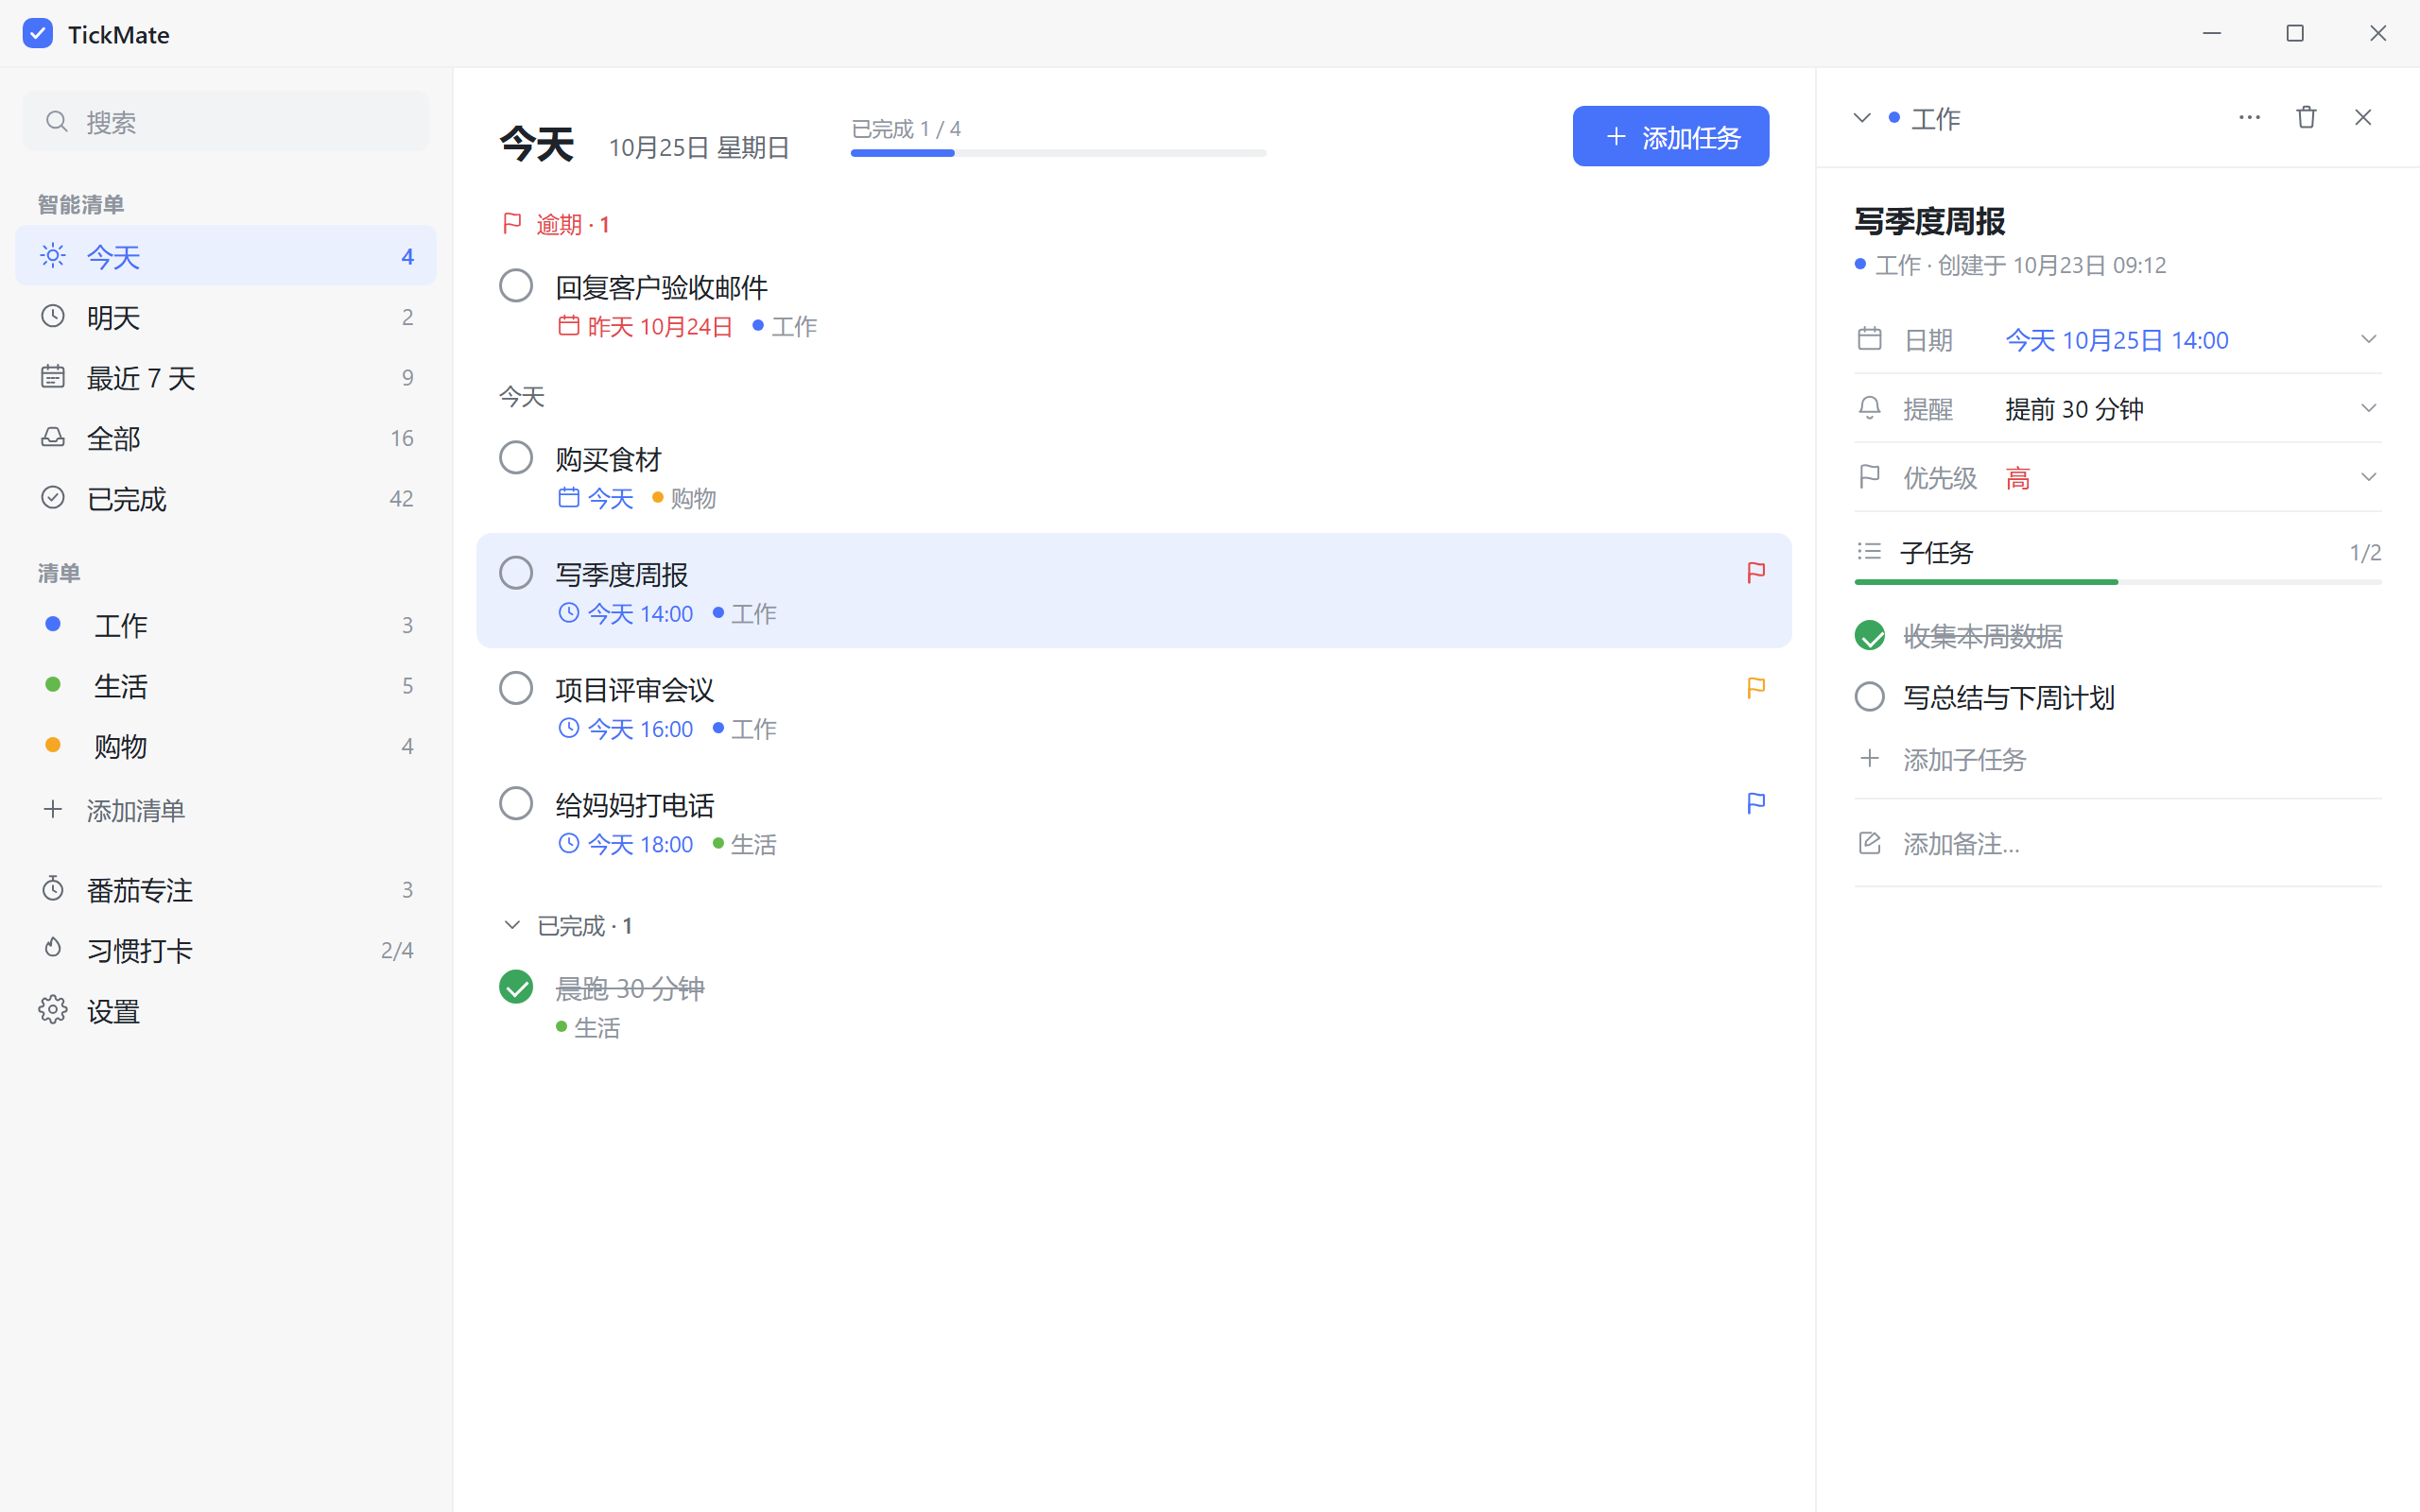 TickMate
搜索
智能清单
今天 4
明天 2
最近 7 天 9
全部 16
已完成 42
清单
工作 3
生活 5
购物 4
添加清单
番茄专注 3
习惯打卡 2/4
设置
今天 10月25日 星期日
已完成 1 / 4
添加任务
逾期 · 1
回复客户验收邮件
昨天 10月24日 工作
今天
购买食材
今天 购物
写季度周报
今天 14:00 工作
项目评审会议
今天 16:00 工作
给妈妈打电话
今天 18:00 生活
已完成 · 1
晨跑 30 分钟
生活
工作
写季度周报
工作 · 创建于 10月23日 09:12
日期 今天 10月25日 14:00
提醒 提前 30 分钟
优先级 高
子任务 1/2
收集本周数据
写总结与下周计划
添加子任务
添加备注...